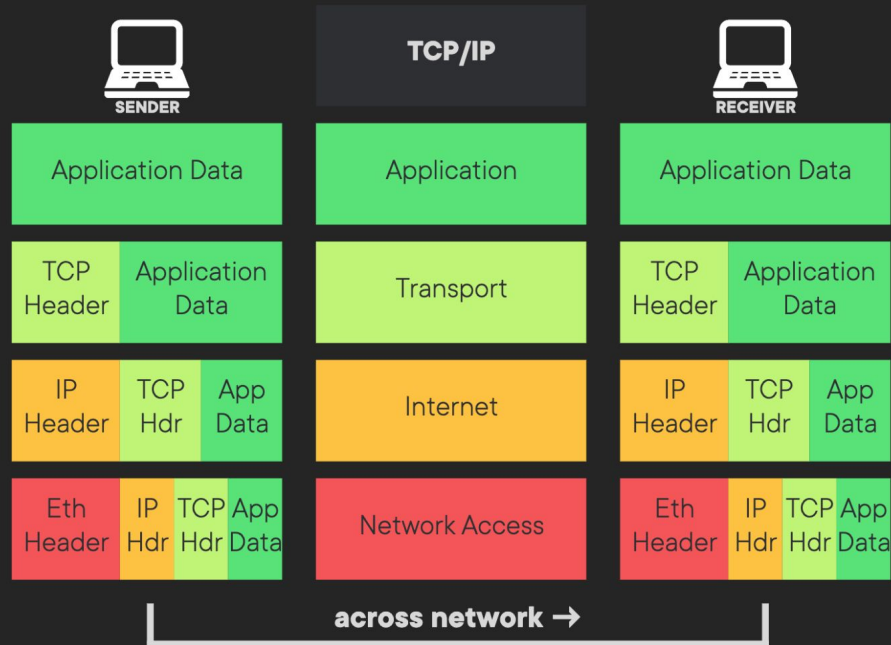 TCP/IP
SENDER
RECEIVER
Application Data
Application
Application Data
TCP
Header
Application
Data
Transport
TCP
Header
Application
Data
IP
Header
TCP
Hdr
App
Data
Internet
IP
Header
TCP
Hdr
App
Data
Eth
Header
IP
Hdr
TCP
Hdr
App
Data
Network Access
Eth
Header
IP
Hdr
TCP
Hdr
App
Data
across network →